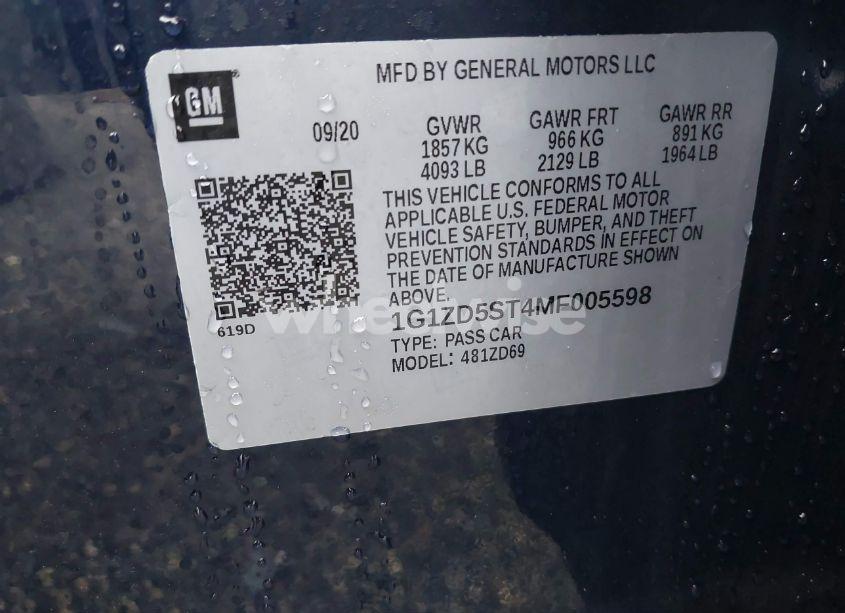 GM
MFD BY GENERAL MOTORS LLC
09/20
GVWR
1857 KG
4093 LB
GAWR FRT
966 KG
2129 LB
GAWR RR
891 KG
1964 LB
THIS VEHICLE CONFORMS TO ALL
APPLICABLE U.S. FEDERAL MOTOR
VEHICLE SAFETY, BUMPER, AND THEFT
PREVENTION STANDARDS IN EFFECT ON
THE DATE OF MANUFACTURE SHOWN
ABOVE.
619D
1G1ZD5ST4MF005598
TYPE: PASS CAR
MODEL: 481ZD69
wheelwise